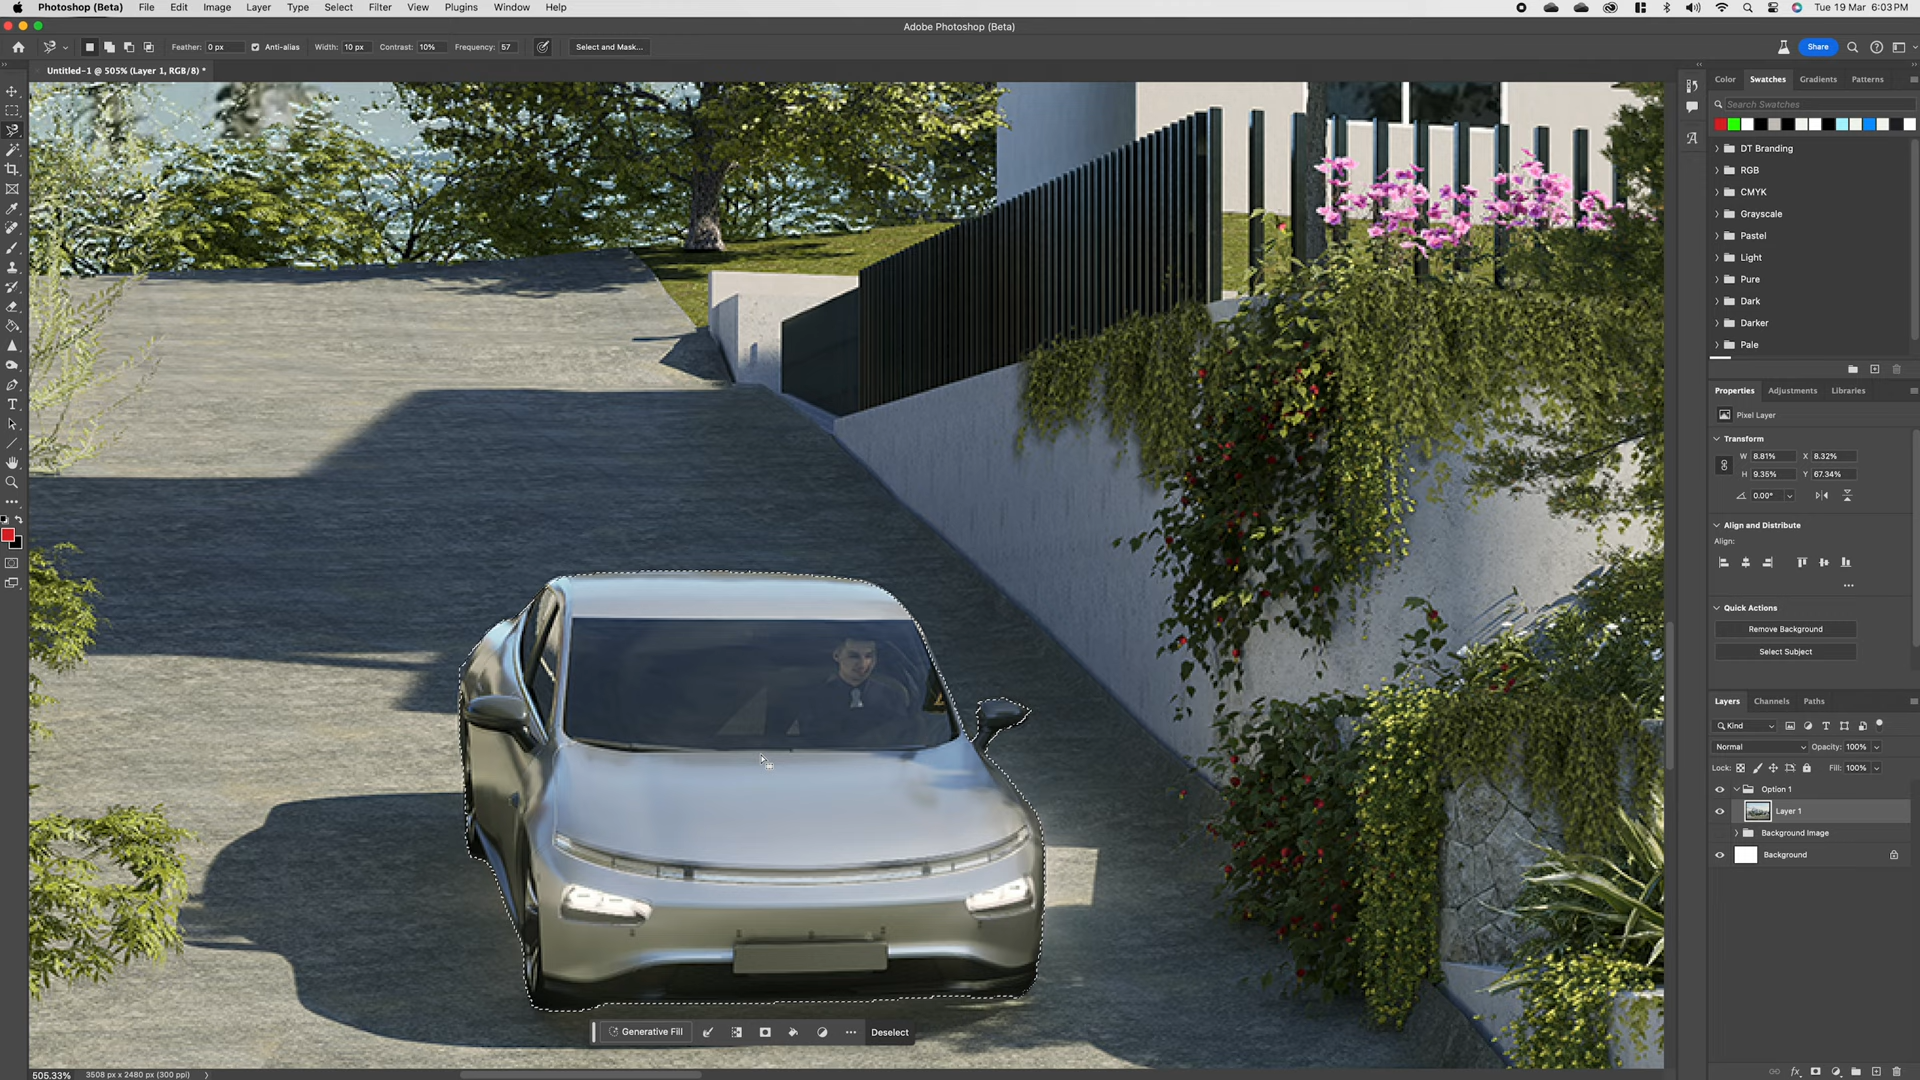 Photoshop (Beta) File Edit Image Layer Type Select Filter View Plugins Window Help Tue 19 Mar 6:03PM
Adobe Photoshop (Beta)
Feather: 0 px Anti-alias Width: 10 px Contrast: 10% Frequency: 57 Select and Mask... Share
Untitled-1 @ 505% (Layer 1, RGB/8) *
Color Swatches Gradients Patterns
Search Swatches
DT Branding
RGB
CMYK
Grayscale
Pastel
Light
Pure
Dark
Darker
Pale
Properties Adjustments Libraries
Pixel Layer
Transform
W 8.81% X 8.32%
H 9.35% Y 67.34%
0.00°
Align and Distribute
Align:
Quick Actions
Remove Background
Select Subject
Layers Channels Paths
Kind
Normal Opacity: 100%
Lock: Fill: 100%
Option 1
Layer 1
Background Image
Background
Generative Fill Deselect
505.33% 3508 px x 2480 px (300 ppi)